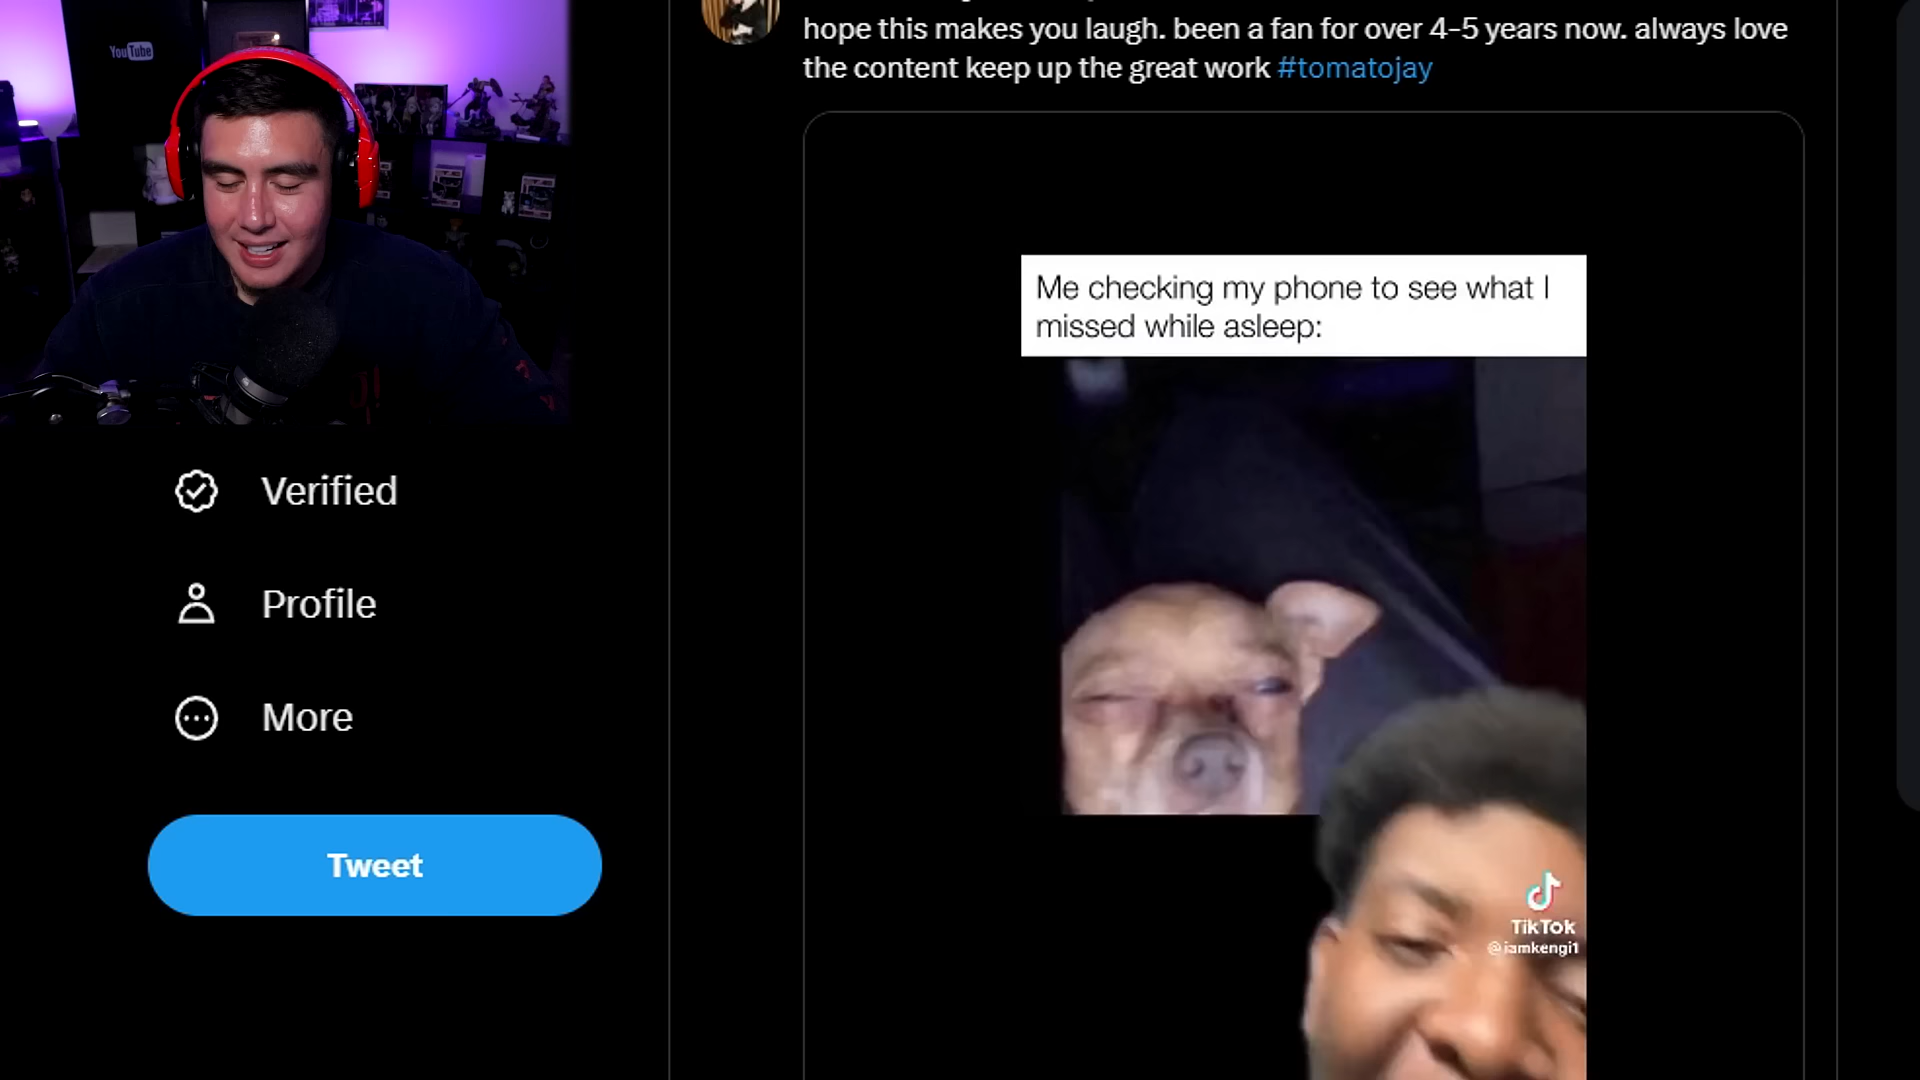 YouTube
hope this makes you laugh. been a fan for over 4-5 years now. always love
the content keep up the great work #tomatojay
Me checking my phone to see what I
missed while asleep:
Verified
Profile
More
Tweet
TikTok
@iamkengi1